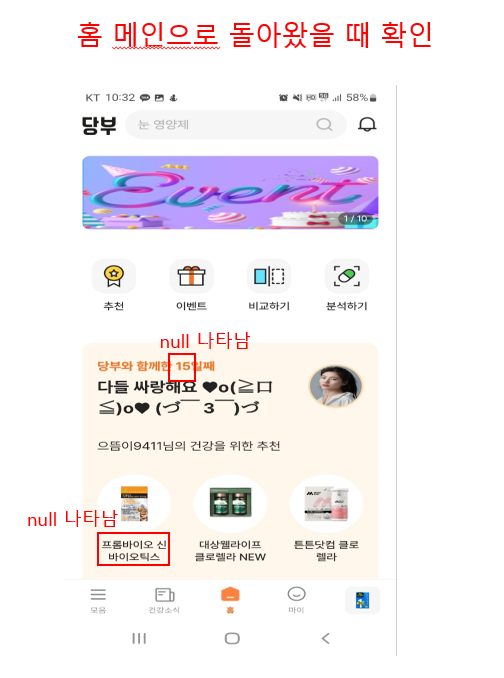 홈 메인으로 돌아왔을 때 확인
KT 10:32 58%
당부 눈 영양제
Event
1 / 10
추천 이벤트 비교하기 분석하기
null 나타남
당부와 함께한 15일째
다들 싸랑해요 ❤o(≧口
≦)o❤ (づ￣ 3￣)づ
으뜸이9411님의 건강을 위한 추천
null 나타남
프롬바이오 신 대상웰라이프 튼튼닷컴 클로
바이오틱스 클로렐라 NEW 렐라
모음 건강소식 홈 마이